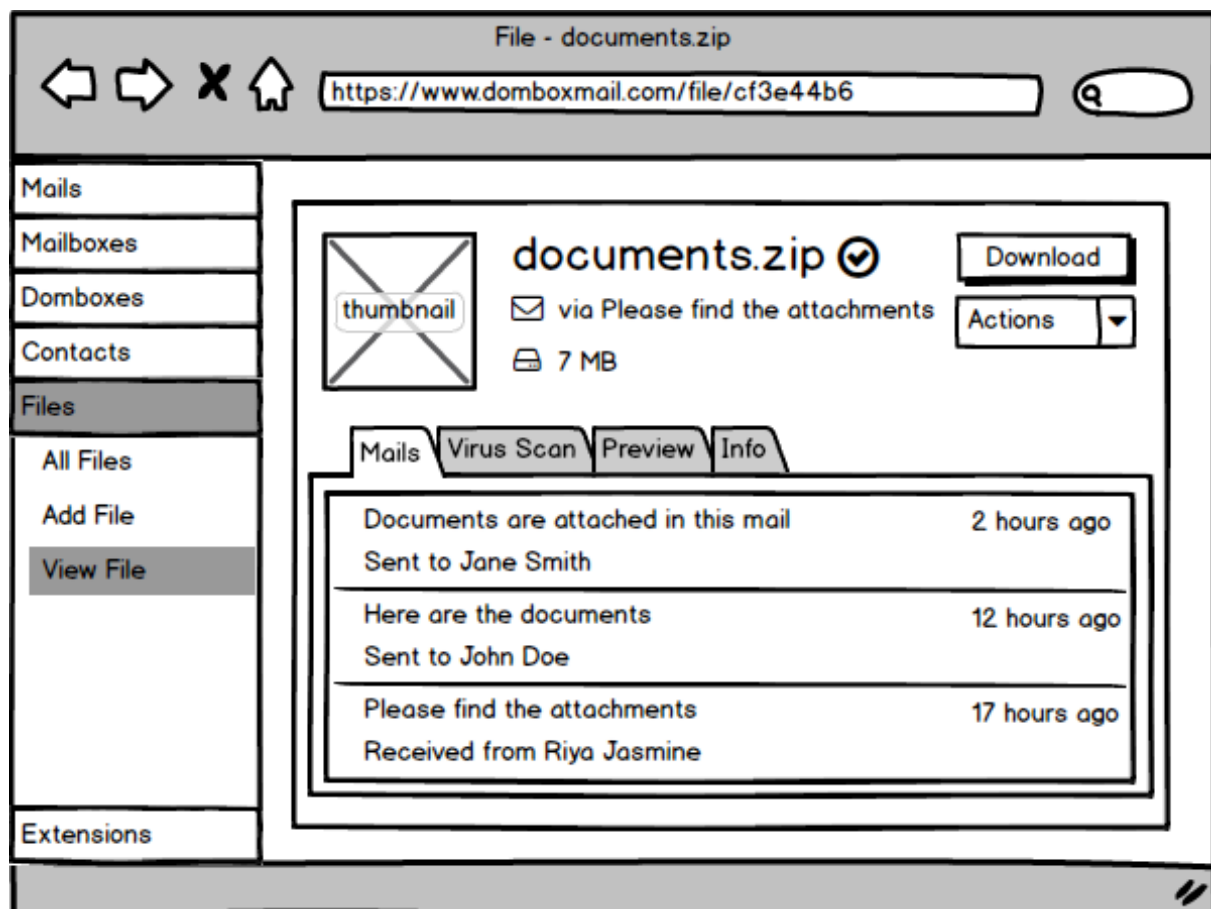 File - documents.zip
https://www.domboxmail.com/file/cf3e44b6
Mails
Mailboxes
Domboxes
Contacts
Files
All Files
Add File
View File
Extensions
thumbnail
documents.zip
via Please find the attachments
7 MB
Download
Actions
Mails Virus Scan Preview Info
Documents are attached in this mail 2 hours ago
Sent to Jane Smith
Here are the documents 12 hours ago
Sent to John Doe
Please find the attachments 17 hours ago
Received from Riya Jasmine